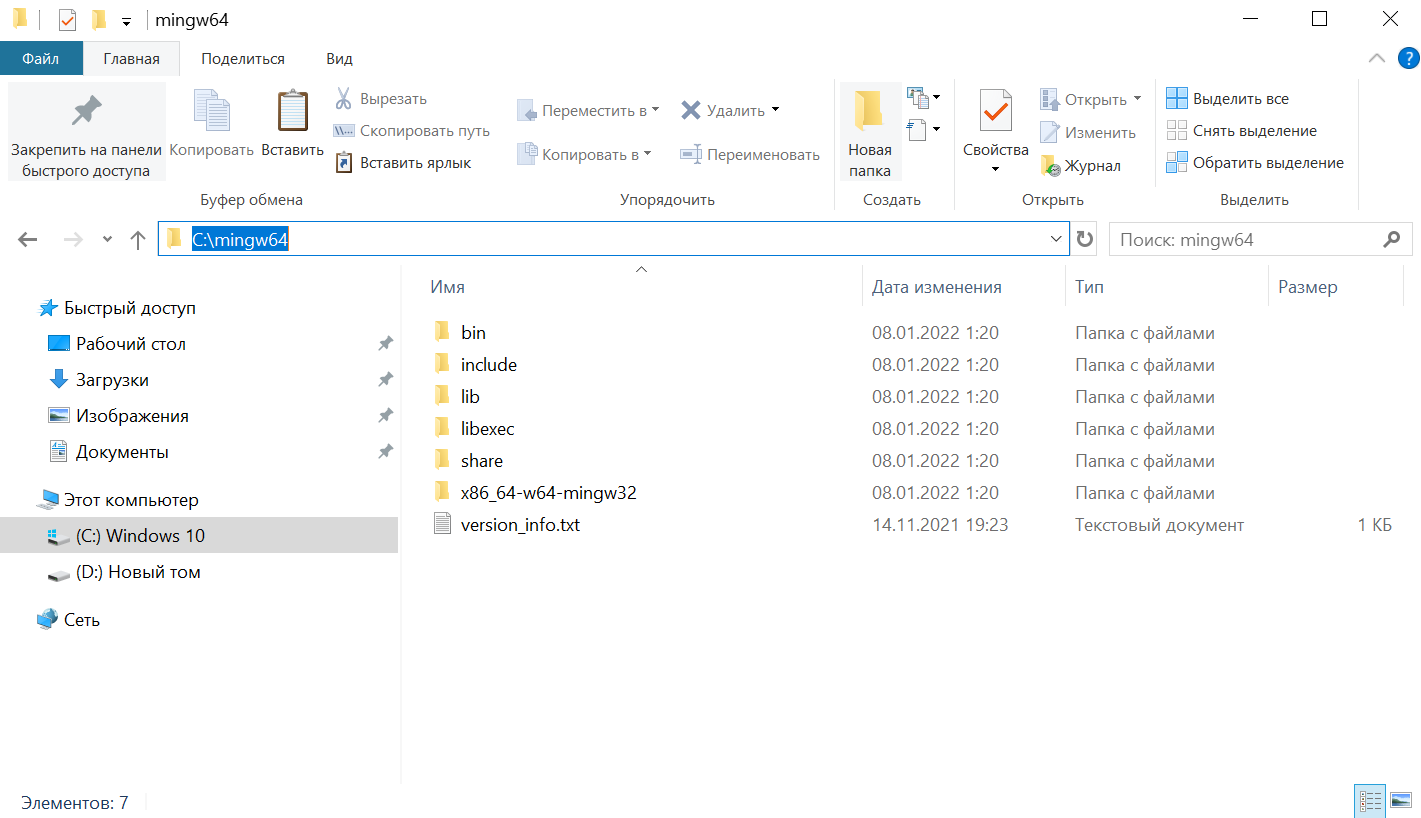 mingw64
Файл Главная Поделиться Вид
Закрепить на панели
быстрого доступа
Копировать
Вставить
Вырезать
Скопировать путь
Вставить ярлык
Буфер обмена
Переместить в
Копировать в
Удалить
Переименовать
Упорядочить
Новая
папка
Создать
Свойства
Открыть
Изменить
Журнал
Открыть
Выделить все
Снять выделение
Обратить выделение
Выделить
C:\mingw64
Поиск: mingw64
Быстрый доступ
Рабочий стол
Загрузки
Изображения
Документы
Этот компьютер
(C:) Windows 10
(D:) Новый том
Сеть
Имя Дата изменения Тип Размер
bin 08.01.2022 1:20 Папка с файлами
include 08.01.2022 1:20 Папка с файлами
lib 08.01.2022 1:20 Папка с файлами
libexec 08.01.2022 1:20 Папка с файлами
share 08.01.2022 1:20 Папка с файлами
x86_64-w64-mingw32 08.01.2022 1:20 Папка с файлами
version_info.txt 14.11.2021 19:23 Текстовый документ 1 КБ
Элементов: 7